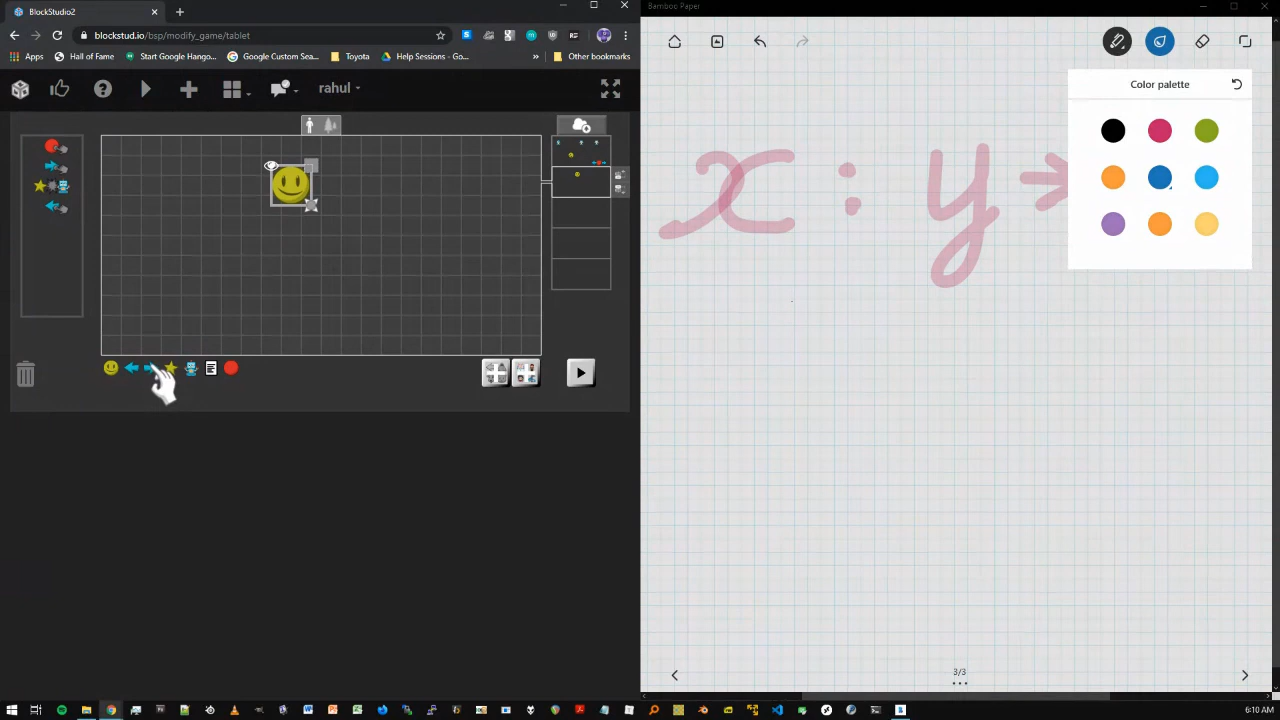 BlockStudio2
Bamboo Paper
blockstud.io/bsp/modify_game/tablet
Apps
Hall of Fame
Start Google Hango...
Google Custom Sea...
Toyota
Help Sessions - Go...
»
Other bookmarks
rahul
Color palette
x : y →
3/3
6:10 AM